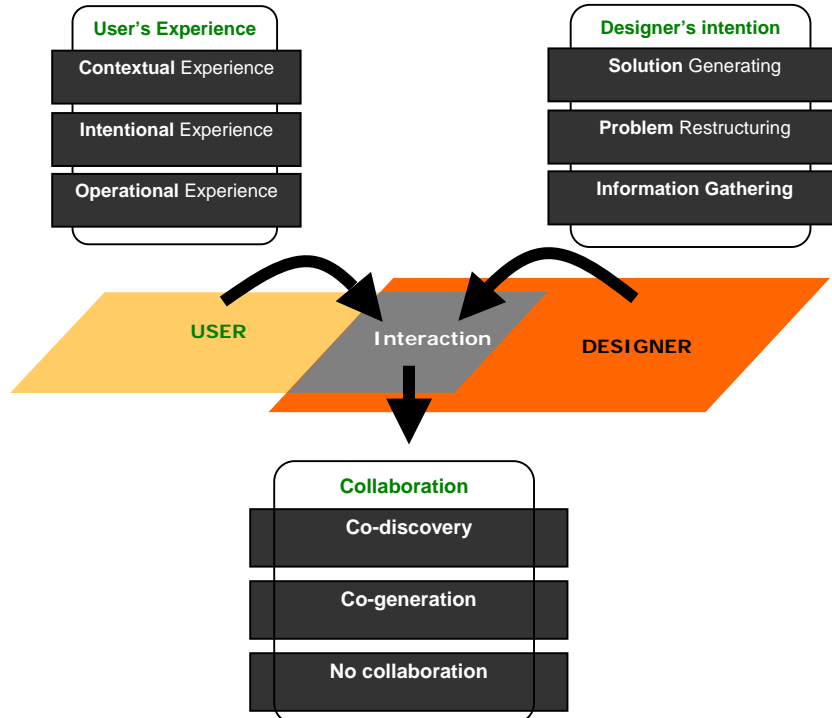 User's Experience
Contextual Experience
Intentional Experience
Operational Experience
Designer's intention
Solution Generating
Problem Restructuring
Information Gathering
USER
Interaction
DESIGNER
Collaboration
Co-discovery
Co-generation
No collaboration